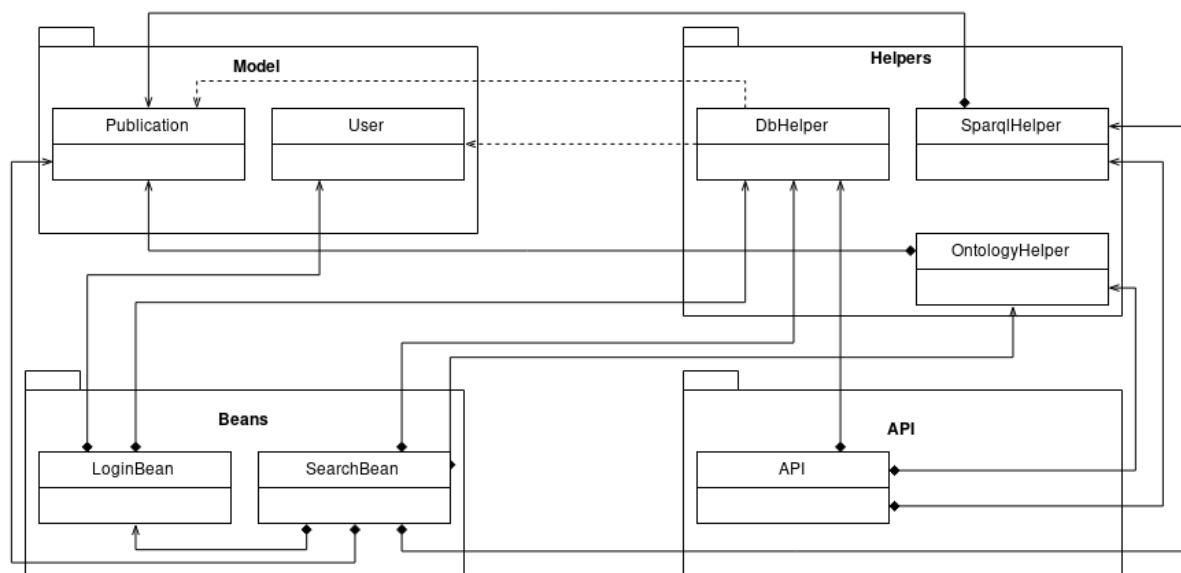 Model
Helpers
Publication
User
DbHelper
SparqlHelper
OntologyHelper
Beans
API
LoginBean
SearchBean
API